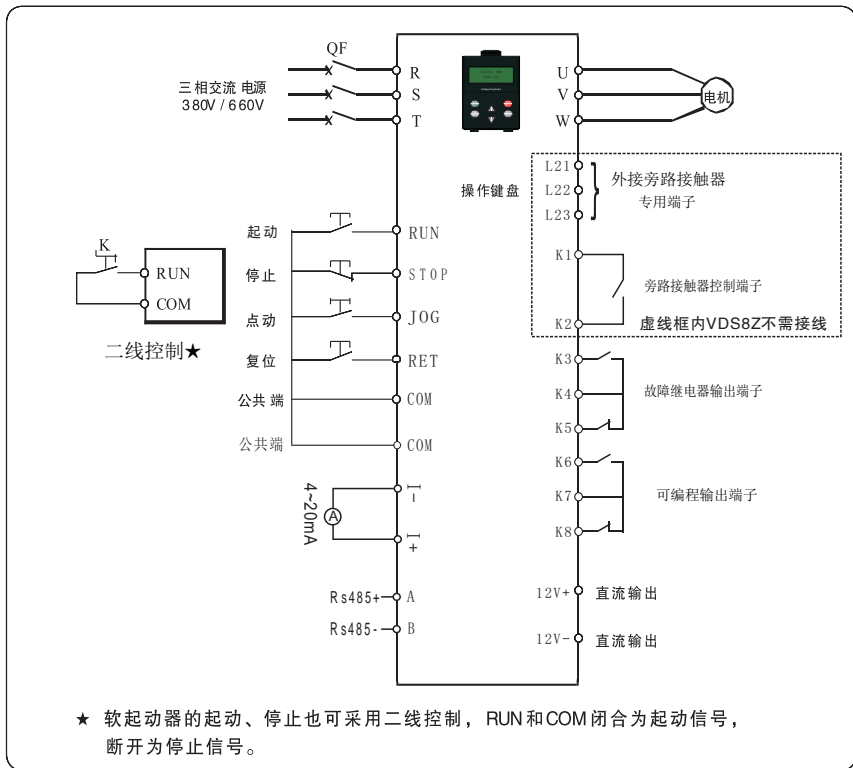 QF
三相交流 电源
380V / 660V
R
S
T
U
V
W
电机
操作键盘
L21
L22
L23
外接旁路接触器
专用端子
K1
旁路接触器控制端子
K2
虚线框内VDS8Z不需接线
起动
RUN
停止
STOP
点动
JOG
复位
RET
公共 端
COM
公共端
COM
K
RUN
COM
二线控制★
K3
K4
K5
故障继电器输出端子
K6
K7
K8
可编程输出端子
4~20mA
A
I-
I+
Rs485+
A
Rs485-
B
12V+
直流输出
12V-
直流输出
★ 软起动器的起动、停止也可采用二线控制，RUN和COM闭合为起动信号，
断开为停止信号。